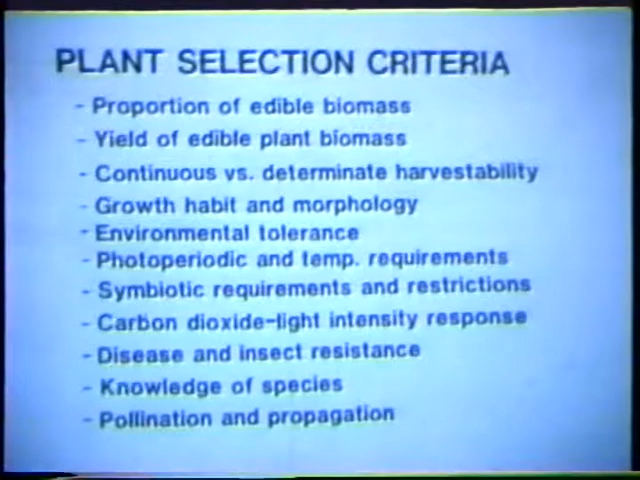 PLANT SELECTION CRITERIA
- Proportion of edible biomass
- Yield of edible plant biomass
- Continuous vs. determinate harvestability
- Growth habit and morphology
- Environmental tolerance
- Photoperiodic and temp. requirements
- Symbiotic requirements and restrictions
- Carbon dioxide-light intensity response
- Disease and insect resistance
- Knowledge of species
- Pollination and propagation